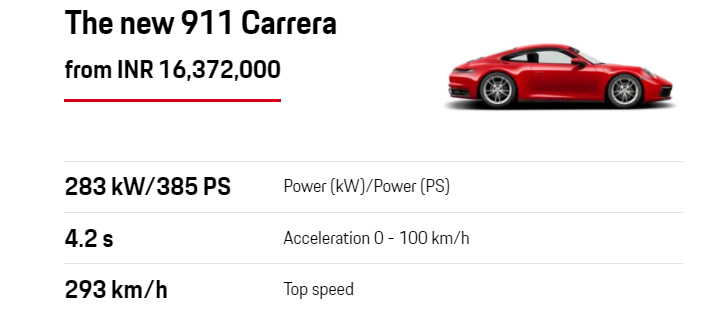 The new 911 Carrera
from INR 16,372,000
283 kW/385 PS Power (kW)/Power (PS)
4.2 s Acceleration 0 - 100 km/h
293 km/h Top speed